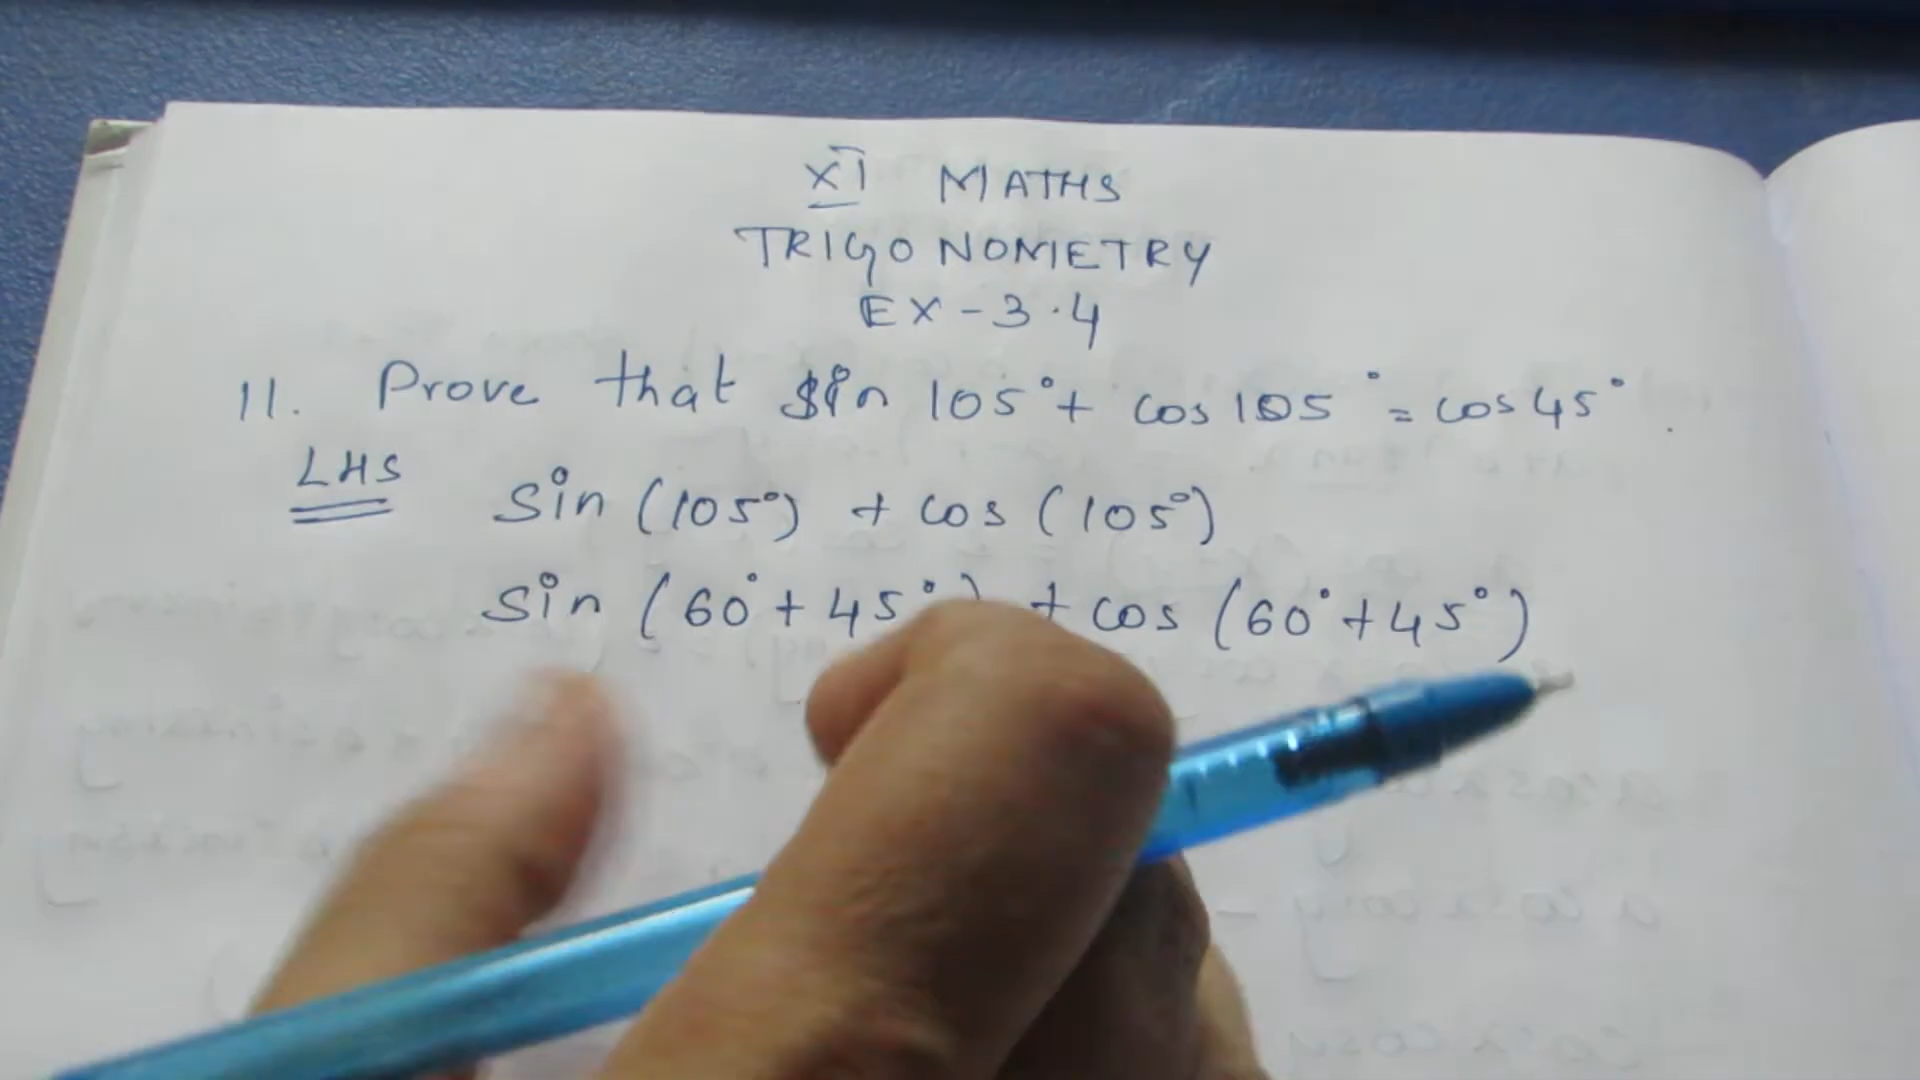 XI MATHS
TRIGONOMETRY
EX - 3.4
11. Prove that sin 105° + cos 105° = cos 45°.
LHS
sin (105°) + cos (105°)
sin (60° + 45°) + cos (60° + 45°)